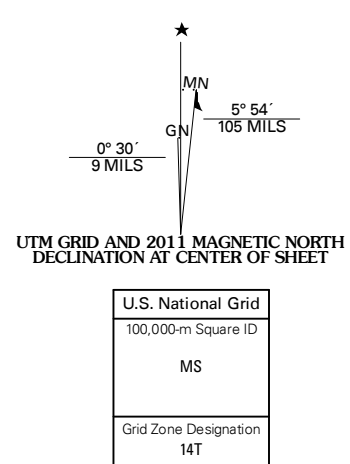 MN
5° 54´
105 MILS
GN
0° 30´
9 MILS
UTM GRID AND 2011 MAGNETIC NORTH
DECLINATION AT CENTER OF SHEET
U.S. National Grid
100,000-m Square ID
MS
Grid Zone Designation
14T